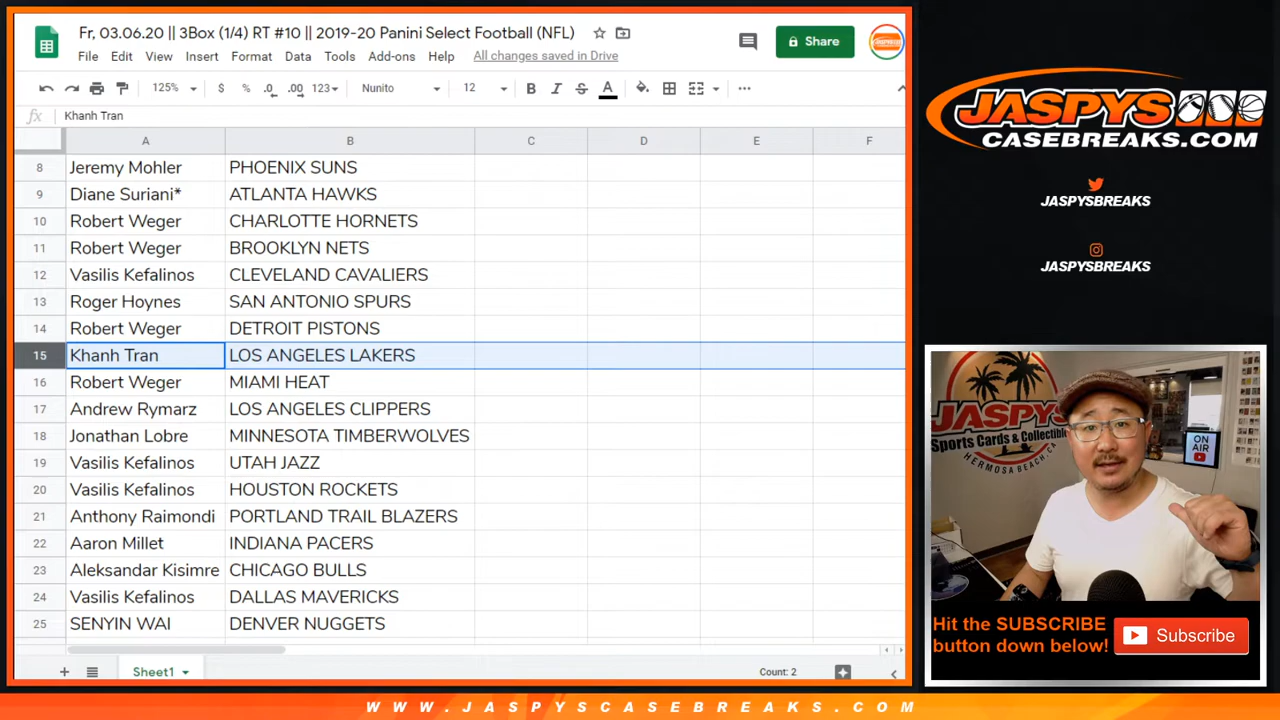 Fr, 03.06.20 || 3Box (1/4) RT #10 || 2019-20 Panini Select Football (NFL)
File Edit View Insert Format Data Tools Add-ons Help All changes saved in Drive
Share
125% $ % .0 .00 123 Nunito 12 B I S A
fx Khanh Tran
A B C D E F
8 Jeremy Mohler PHOENIX SUNS
9 Diane Suriani* ATLANTA HAWKS
10 Robert Weger CHARLOTTE HORNETS
11 Robert Weger BROOKLYN NETS
12 Vasilis Kefalinos CLEVELAND CAVALIERS
13 Roger Hoynes SAN ANTONIO SPURS
14 Robert Weger DETROIT PISTONS
15 Khanh Tran LOS ANGELES LAKERS
16 Robert Weger MIAMI HEAT
17 Andrew Rymarz LOS ANGELES CLIPPERS
18 Jonathan Lobre MINNESOTA TIMBERWOLVES
19 Vasilis Kefalinos UTAH JAZZ
20 Vasilis Kefalinos HOUSTON ROCKETS
21 Anthony Raimondi PORTLAND TRAIL BLAZERS
22 Aaron Millet INDIANA PACERS
23 Aleksandar Kisimre CHICAGO BULLS
24 Vasilis Kefalinos DALLAS MAVERICKS
25 SENYIN WAI DENVER NUGGETS
Sheet1 Count: 2
JASPYS
CASEBREAKS.COM
JASPYSBREAKS
JASPYSBREAKS
JASPYS
Sports Cards & Collectibles
HERMOSA BEACH, CA
ON AIR
Hit the SUBSCRIBE
button down below!
Subscribe
WWW.JASPYSCASEBREAKS.COM